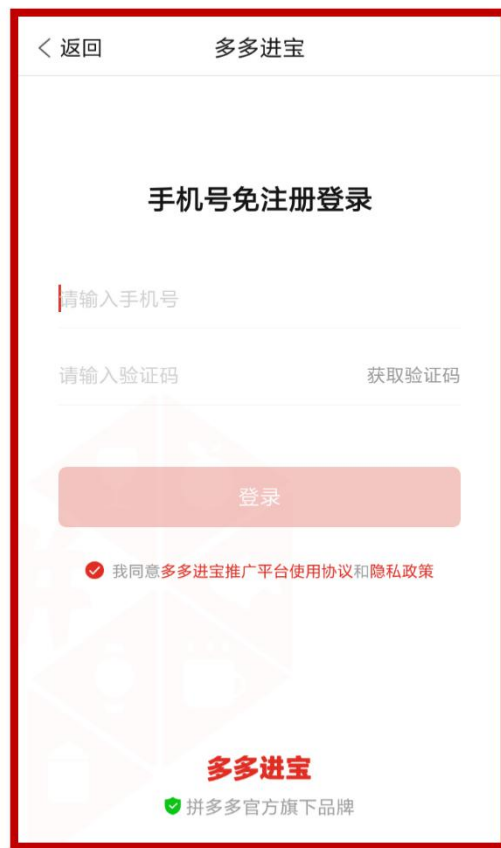 返回 多多进宝
手机号免注册登录
请输入手机号
请输入验证码 获取验证码
登录
我同意多多进宝推广平台使用协议和隐私政策
多多进宝
拼多多官方旗下品牌